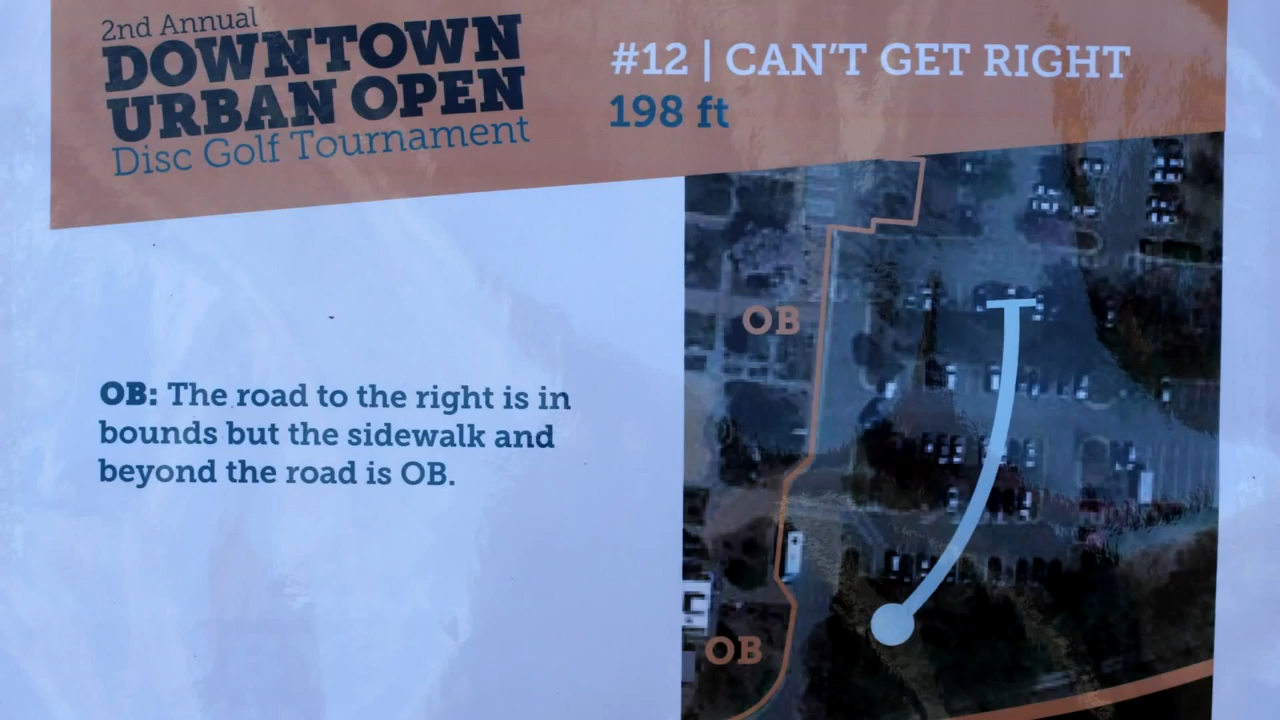 2nd Annual
DOWNTOWN
URBAN OPEN
Disc Golf Tournament
#12 | CAN'T GET RIGHT
198 ft
OB
OB: The road to the right is in
bounds but the sidewalk and
beyond the road is OB.
OB